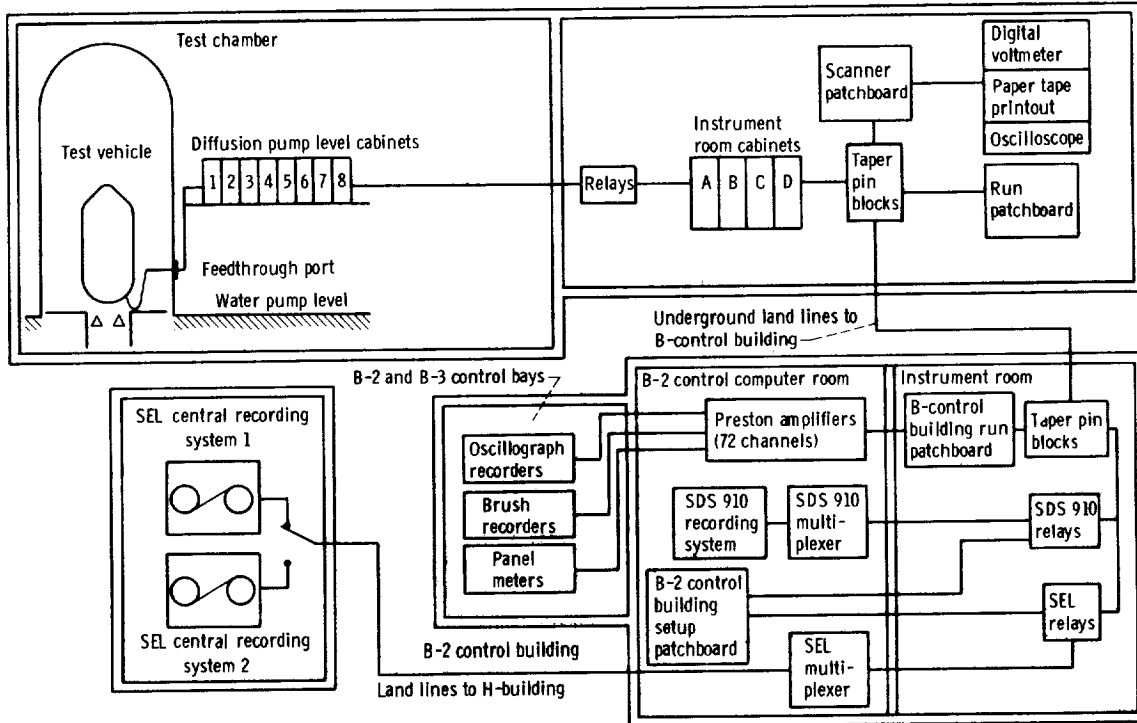 Test chamber
Test vehicle
Diffusion pump level cabinets
1 2 3 4 5 6 7 8
Feedthrough port
Water pump level
Relays
Instrument
room cabinets
A B C D
Scanner
patchboard
Taper
pin
blocks
Digital
voltmeter
Paper tape
printout
Oscilloscope
Run
patchboard
Underground land lines to
B-control building
B-2 and B-3 control bays
Oscillograph
recorders
Brush
recorders
Panel
meters
B-2 control computer room
Preston amplifiers
(72 channels)
SDS 910
recording
system
SDS 910
multi-
plexer
B-2 control
building
setup
patchboard
SEL
multi-
plexer
Instrument room
B-control
building run
patchboard
Taper pin
blocks
SDS 910
relays
SEL
relays
SEL central recording
system 1
SEL central recording
system 2
B-2 control building
Land lines to H-building